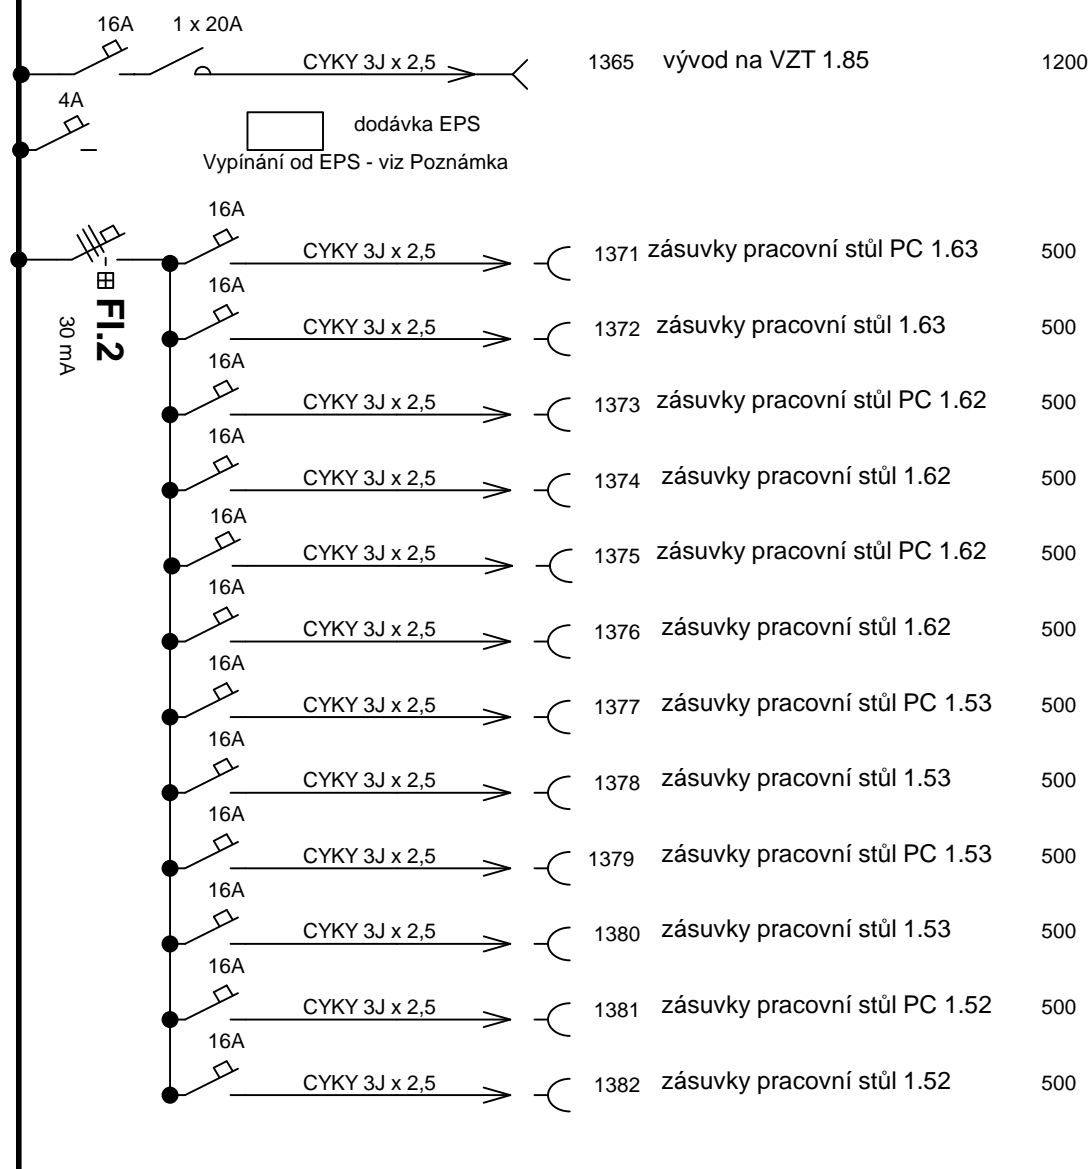 16A 1 x 20A
CYKY 3J x 2,5 1365 vývod na VZT 1.85 1200
4A
dodávka EPS
Vypínání od EPS - viz Poznámka
16A
CYKY 3J x 2,5 1371 zásuvky pracovní stůl PC 1.63 500
FI.2
30 mA
16A
CYKY 3J x 2,5 1372 zásuvky pracovní stůl 1.63 500
16A
CYKY 3J x 2,5 1373 zásuvky pracovní stůl PC 1.62 500
16A
CYKY 3J x 2,5 1374 zásuvky pracovní stůl 1.62 500
16A
CYKY 3J x 2,5 1375 zásuvky pracovní stůl PC 1.62 500
16A
CYKY 3J x 2,5 1376 zásuvky pracovní stůl 1.62 500
16A
CYKY 3J x 2,5 1377 zásuvky pracovní stůl PC 1.53 500
16A
CYKY 3J x 2,5 1378 zásuvky pracovní stůl 1.53 500
16A
CYKY 3J x 2,5 1379 zásuvky pracovní stůl PC 1.53 500
16A
CYKY 3J x 2,5 1380 zásuvky pracovní stůl 1.53 500
16A
CYKY 3J x 2,5 1381 zásuvky pracovní stůl PC 1.52 500
16A
CYKY 3J x 2,5 1382 zásuvky pracovní stůl 1.52 500